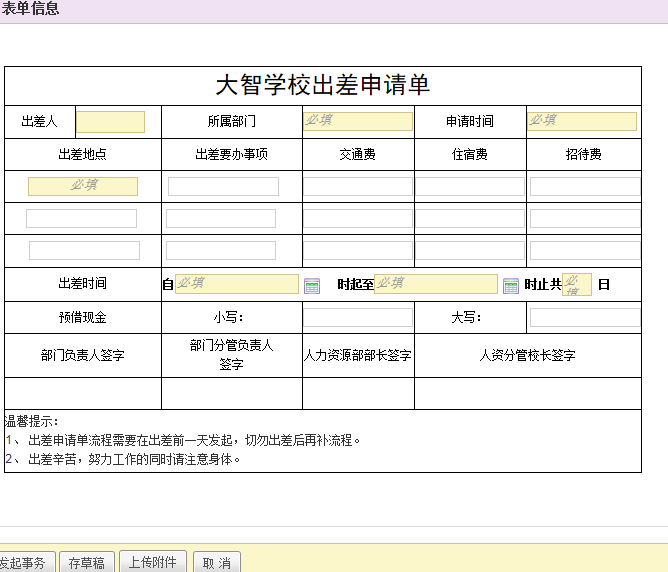 表单信息
大智学校出差申请单
出差人 所属部门 必填 申请时间 必填
出差地点 出差要办事项 交通费 住宿费 招待费
必填
出差时间 自 必填 时起至 必填 时止共 必填 日
预借现金 小写: 大写:
部门负责人签字 部门分管负责人 人力资源部部长签字 人资分管校长签字
签字
温馨提示:
1、 出差申请单流程需要在出差前一天发起，切勿出差后再补流程。
2、 出差辛苦，努力工作的同时请注意身体。
发起事务 存草稿 上传附件 取 消